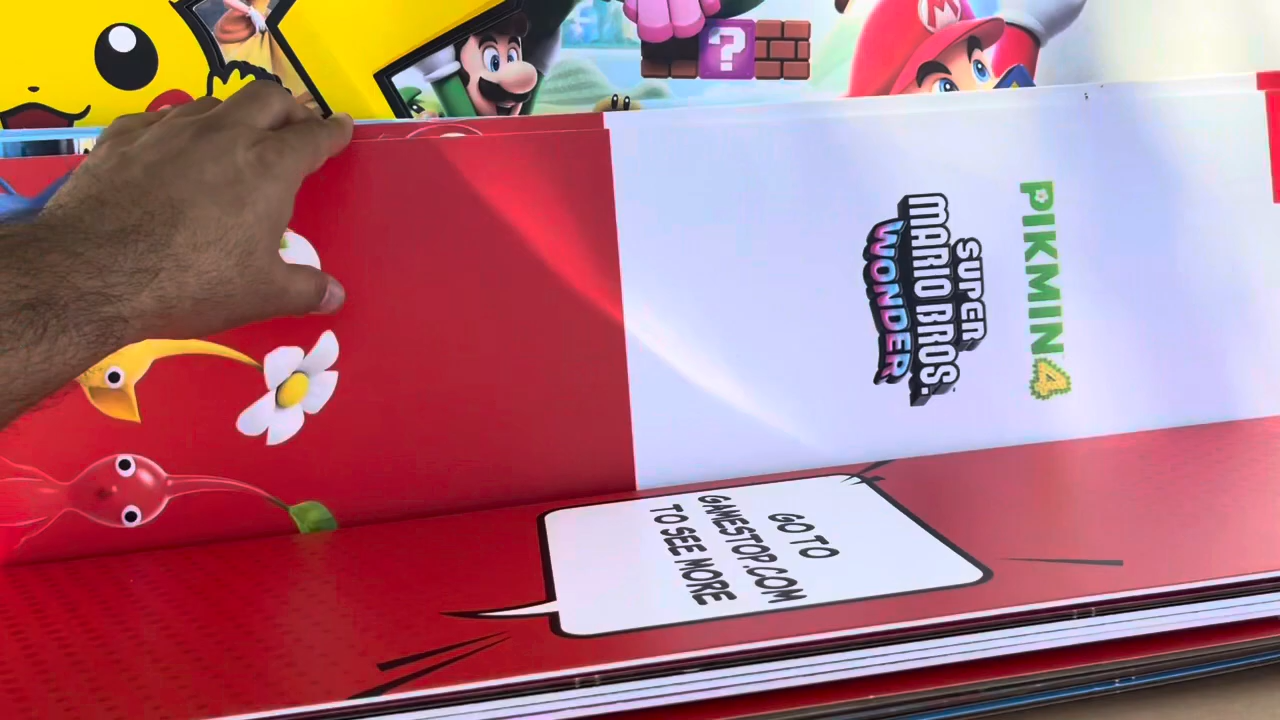 PIKMIN 4
SUPER
MARIO BROS.
WONDER
GO TO
GAMESTOP.COM
TO SEE MORE
M
?